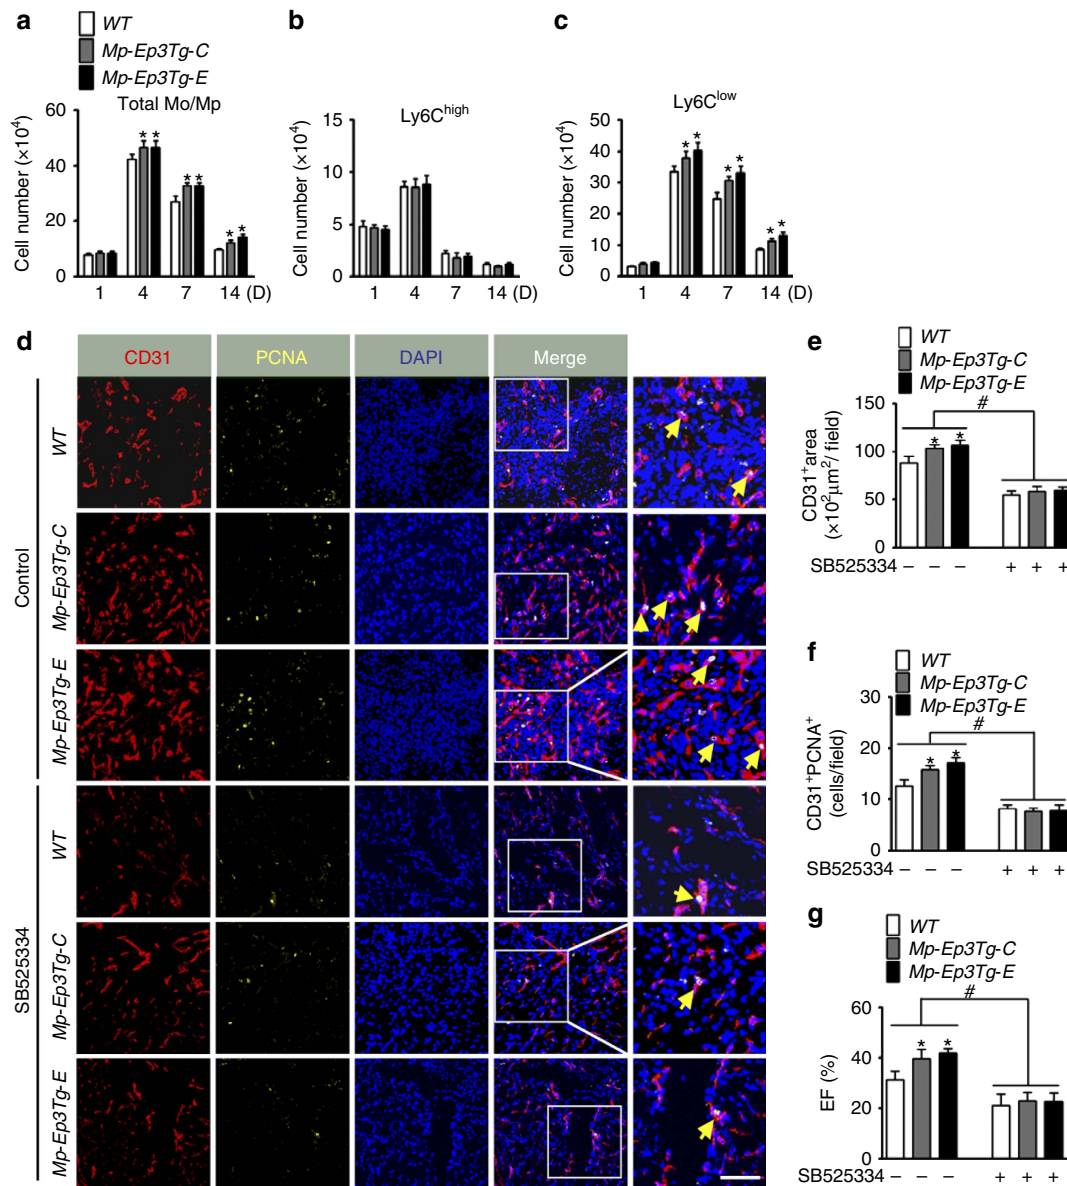 a
WT
Mp-Ep3Tg-C
Mp-Ep3Tg-E
Total Mo/Mp
Cell number (×10⁴)
60
40
20
0
* *
**
* *
1 4 7 14 (D)
b
Ly6Cʰⁱᵍʰ
Cell number (×10⁴)
15
10
5
0
1 4 7 14 (D)
c
Ly6Cˡᵒʷ
Cell number (×10⁴)
50
40
30
20
10
0
* *
* *
* *
1 4 7 14 (D)
d
CD31 PCNA DAPI Merge
Control
WT
Mp-Ep3Tg-C
Mp-Ep3Tg-E
SB525334
WT
Mp-Ep3Tg-C
Mp-Ep3Tg-E
e
WT
Mp-Ep3Tg-C
Mp-Ep3Tg-E
CD31⁺area
(×10²μm²/ field)
150
100
50
0
#
* *
SB525334 – – – + + +
f
WT
Mp-Ep3Tg-C
Mp-Ep3Tg-E
CD31⁺PCNA⁺
(cells/field)
30
20
10
0
#
* *
SB525334 – – – + + +
g
WT
Mp-Ep3Tg-C
Mp-Ep3Tg-E
EF (%)
60
40
20
0
#
* *
SB525334 – – – + + +